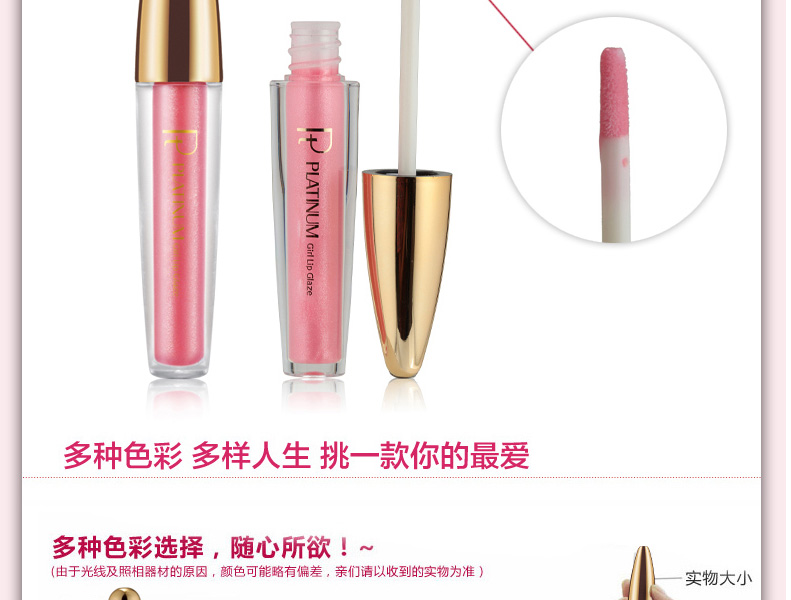 PLATINUM
PLATINUM Girl Lip Glaze
多种色彩 多样人生 挑一款你的最爱
多种色彩选择，随心所欲！~
(由于光线及照相器材的原因，颜色可能略有偏差，亲们请以收到的实物为准 )
实物大小